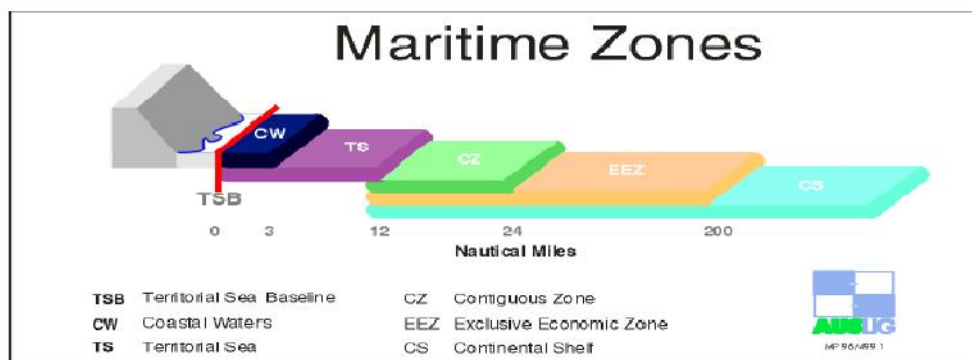 Maritime Zones
CW
TS
CZ
EEZ
CS
TSB
0 3 12 24 200
Nautical Miles
TSB Territorial Sea Baseline CZ Contiguous Zone
CW Coastal Waters EEZ Exclusive Economic Zone
TS Territorial Sea CS Continental Shelf
AUSLIG